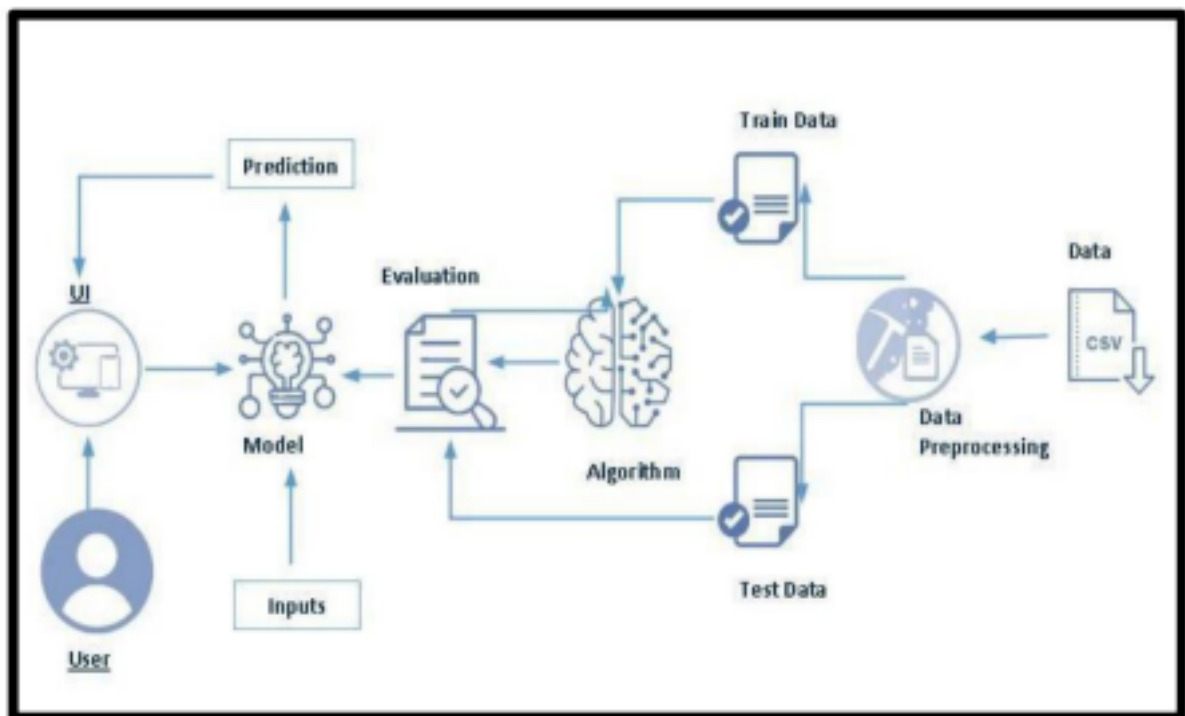 Train Data
Prediction
Data
Evaluation
UI
CSV
Data
Preprocessing
Model
Algorithm
Test Data
Inputs
User